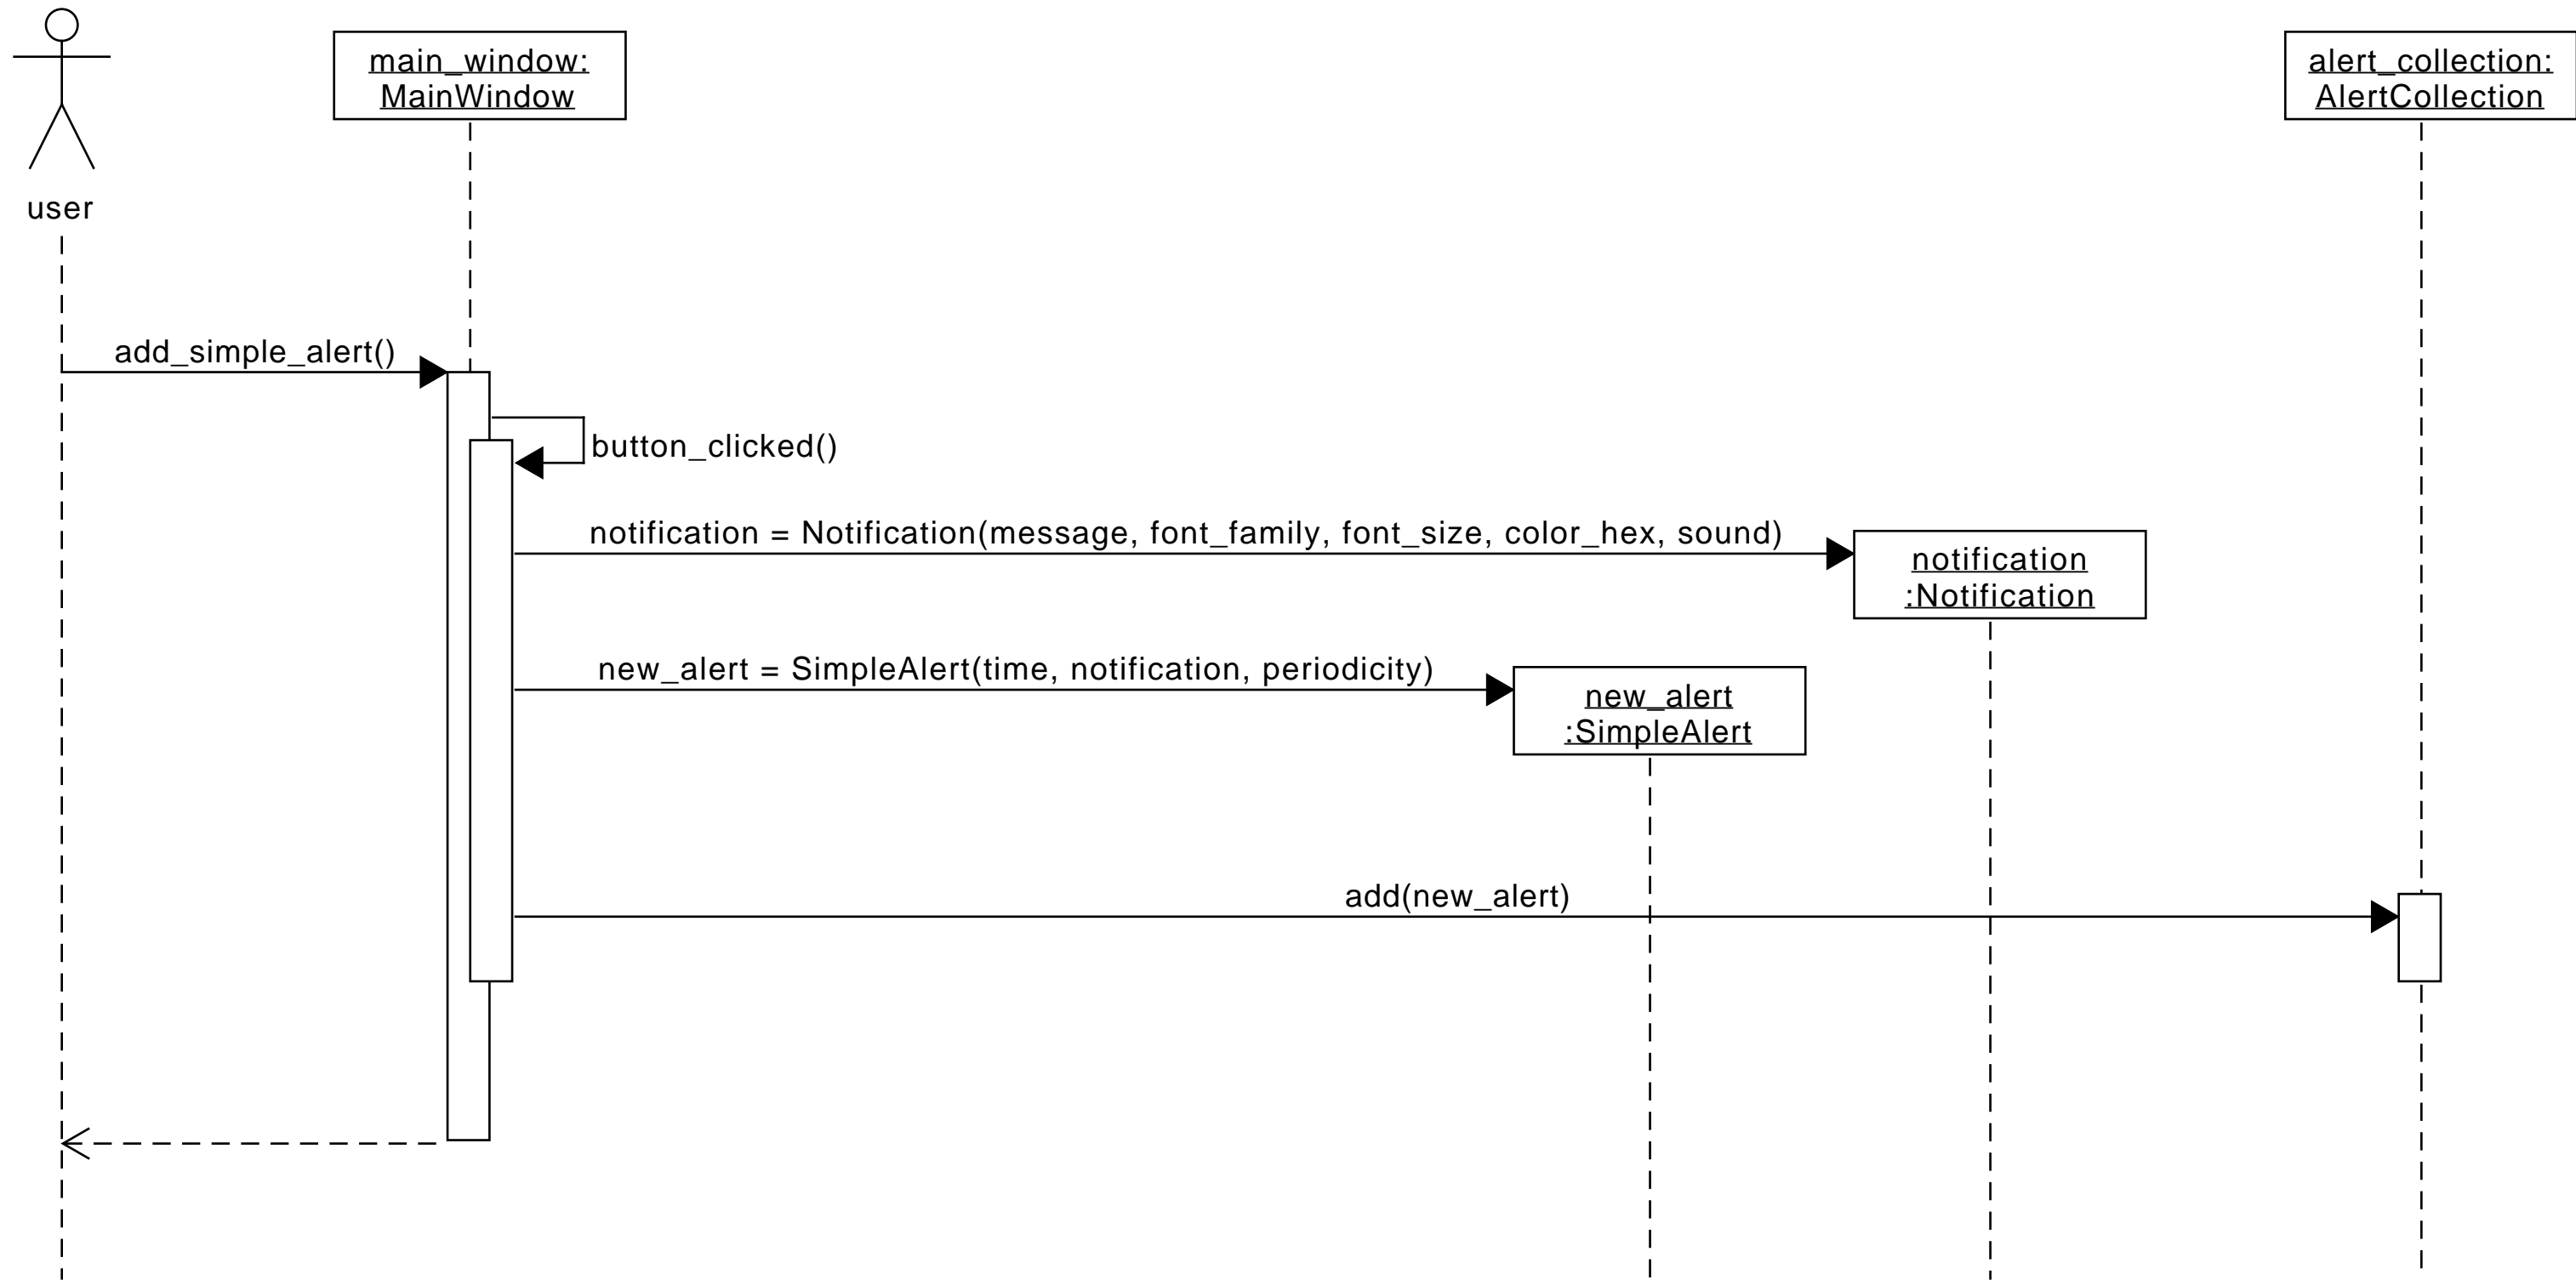 main_window:
MainWindow
alert_collection:
AlertCollection
user
add_simple_alert()
button_clicked()
notification = Notification(message, font_family, font_size, color_hex, sound)
notification
:Notification
new_alert = SimpleAlert(time, notification, periodicity)
new_alert
:SimpleAlert
add(new_alert)